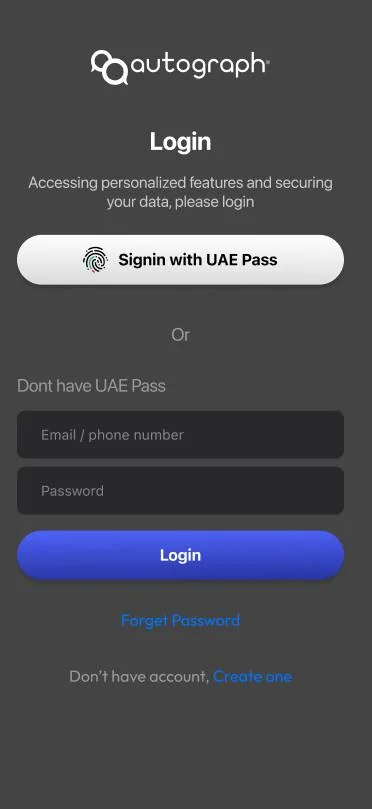 autograph
Login
Accessing personalized features and securing
your data, please login
Signin with UAE Pass
Or
Dont have UAE Pass
Email / phone number
Password
Login
Forget Password
Don't have account, Create one